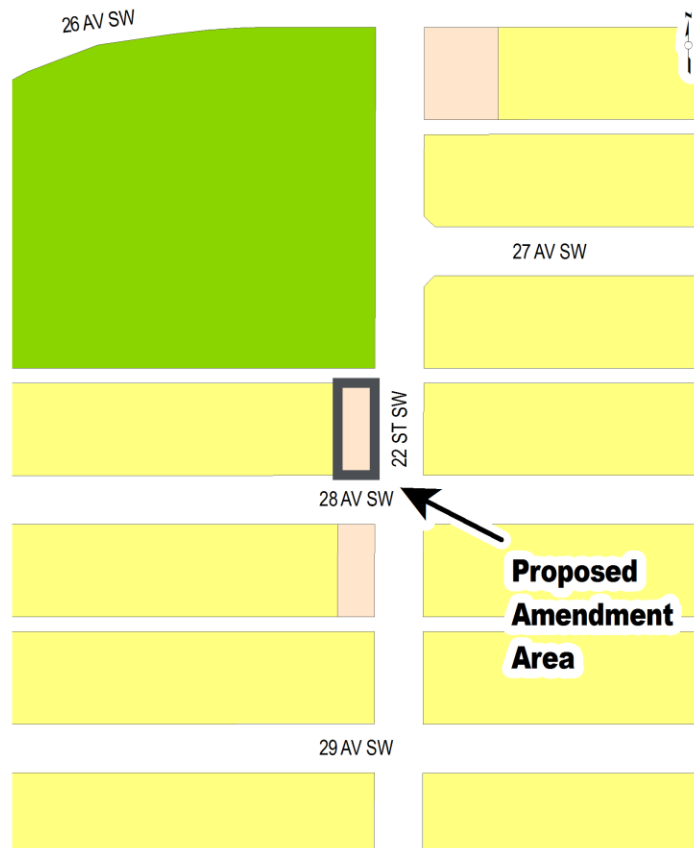 26 AV SW
N
27 AV SW
22 ST SW
28 AV SW
Proposed
Amendment
Area
29 AV SW